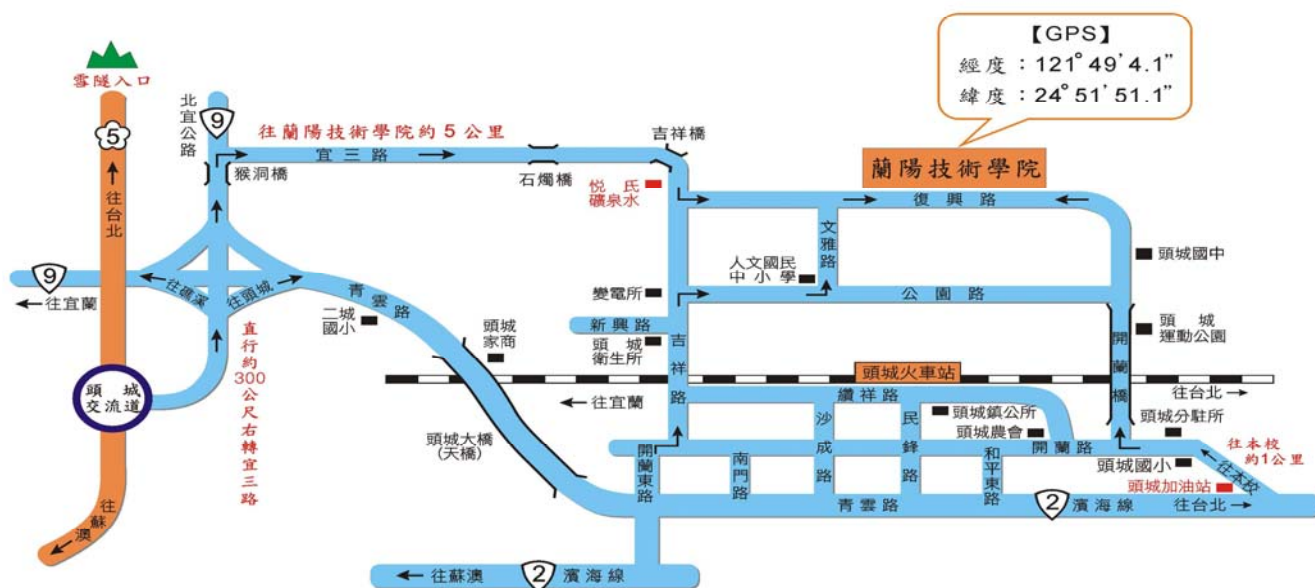 【GPS】
經度：121°49'4.1"
緯度：24°51'51.1"
雪隧入口
5
往台北
北宜公路
9
往蘭陽技術學院約 5 公里
宜三路
猴洞橋
石燭橋
吉祥橋
悅氏
礦泉水
蘭陽技術學院
復興路
文雅路
人文國民
中小學
頭城國中
9
往宜蘭
往礁溪
往頭城
青雲路
二城
國小
頭城
家商
變電所
新興路
頭城
衛生所
吉祥路
公園路
頭城
運動公園
開蘭橋
直行約300公尺右轉宜三路
頭城
交流道
往蘇澳
頭城大橋
(天橋)
往宜蘭
頭城火車站
往台北
纘祥路
沙成路
民鋒路
頭城鎮公所
頭城農會
頭城分駐所
開蘭東路
南門路
和平東路
開蘭路
頭城國小
往本校
約1公里
往本校
頭城加油站
青雲路
2
濱海線
往台北
往蘇澳
2
濱海線